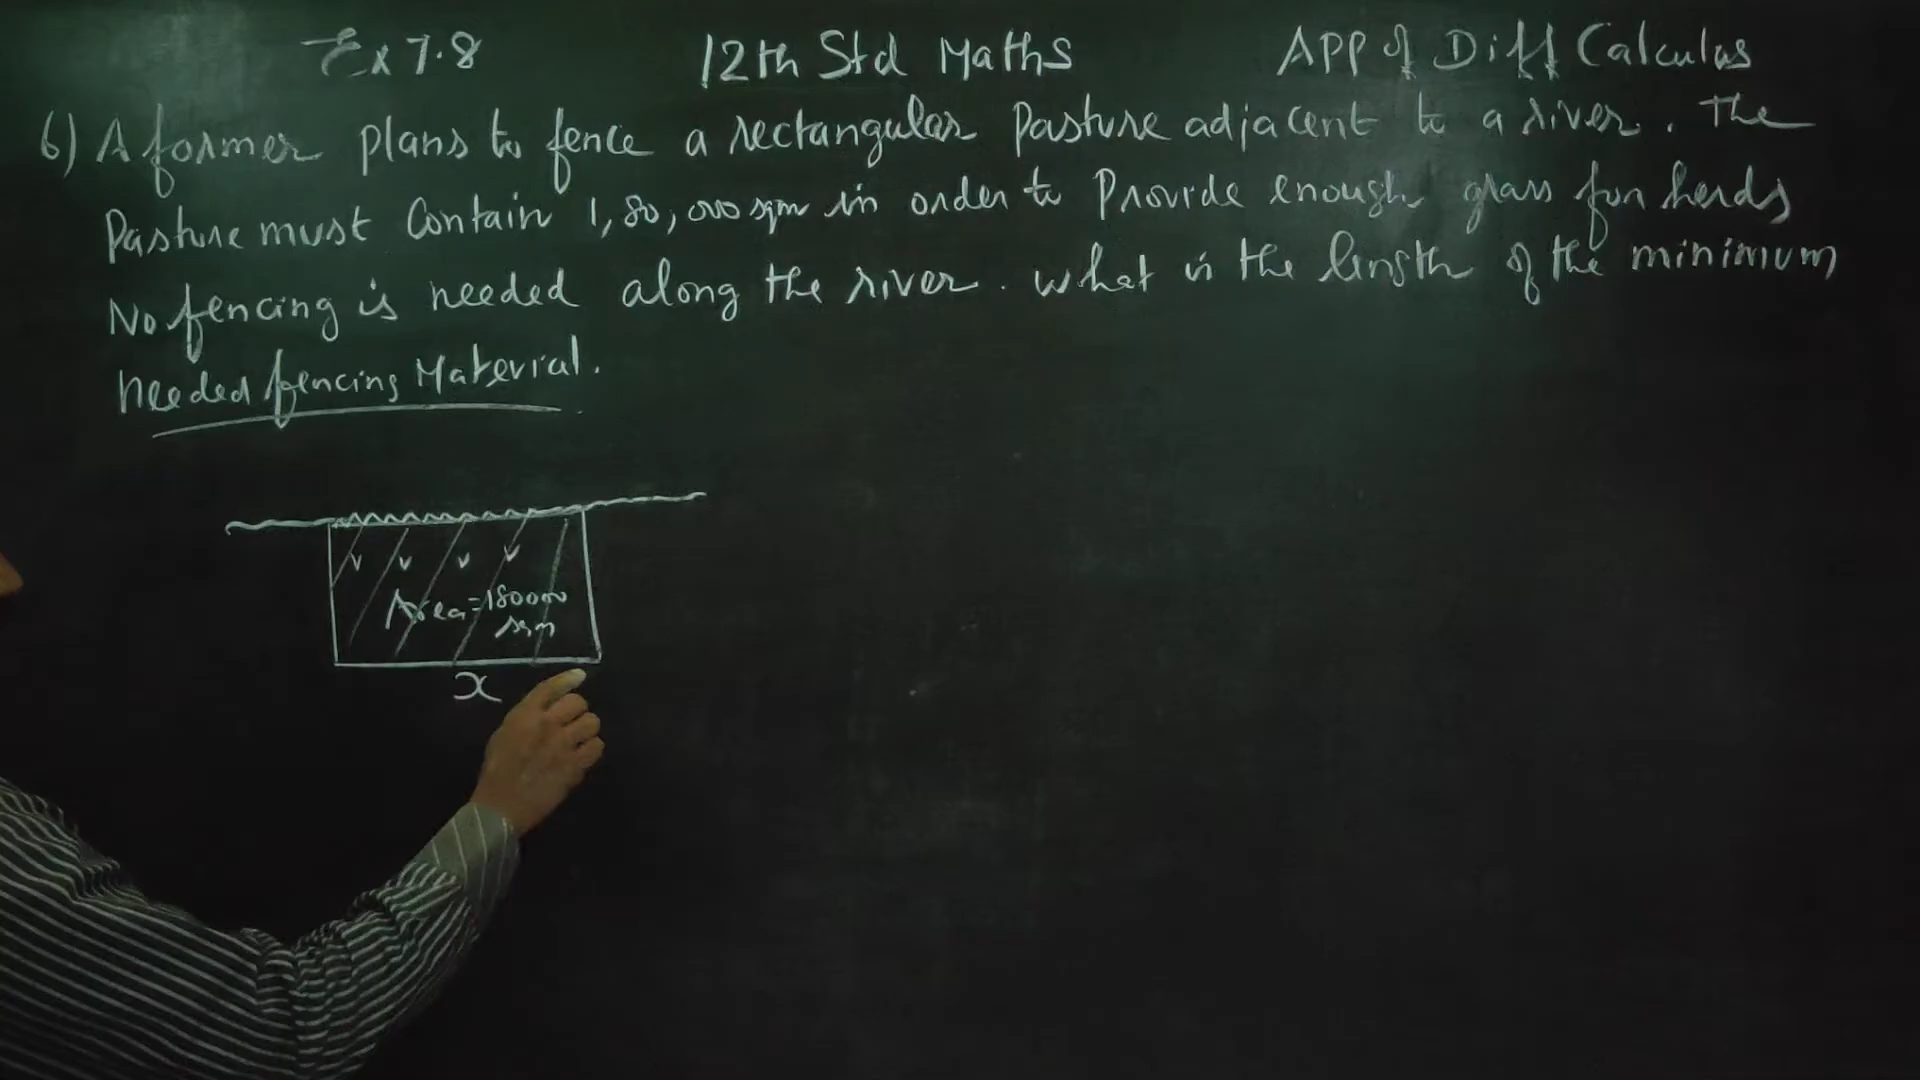 Ex 7.8 12th Std Maths APP of Diff Calculus
6) A former plans to fence a rectangular Pasture adjacent to a river. The
Pasture must Contain 1,80,000 sqm in order to Provide enough grass for herds
No fencing is needed along the river. What is the length of the minimum
needed fencing Material.
Area = 180000
sqm
x